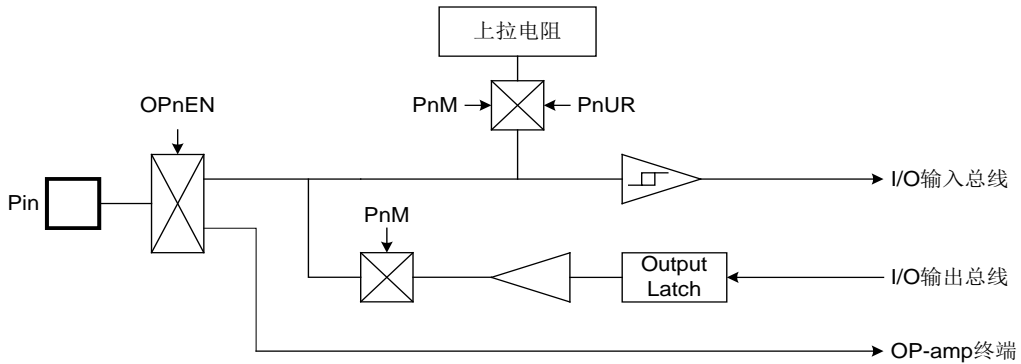 上拉电阻
PnM
PnUR
OPnEN
Pin
I/O输入总线
PnM
Output
Latch
I/O输出总线
OP-amp终端